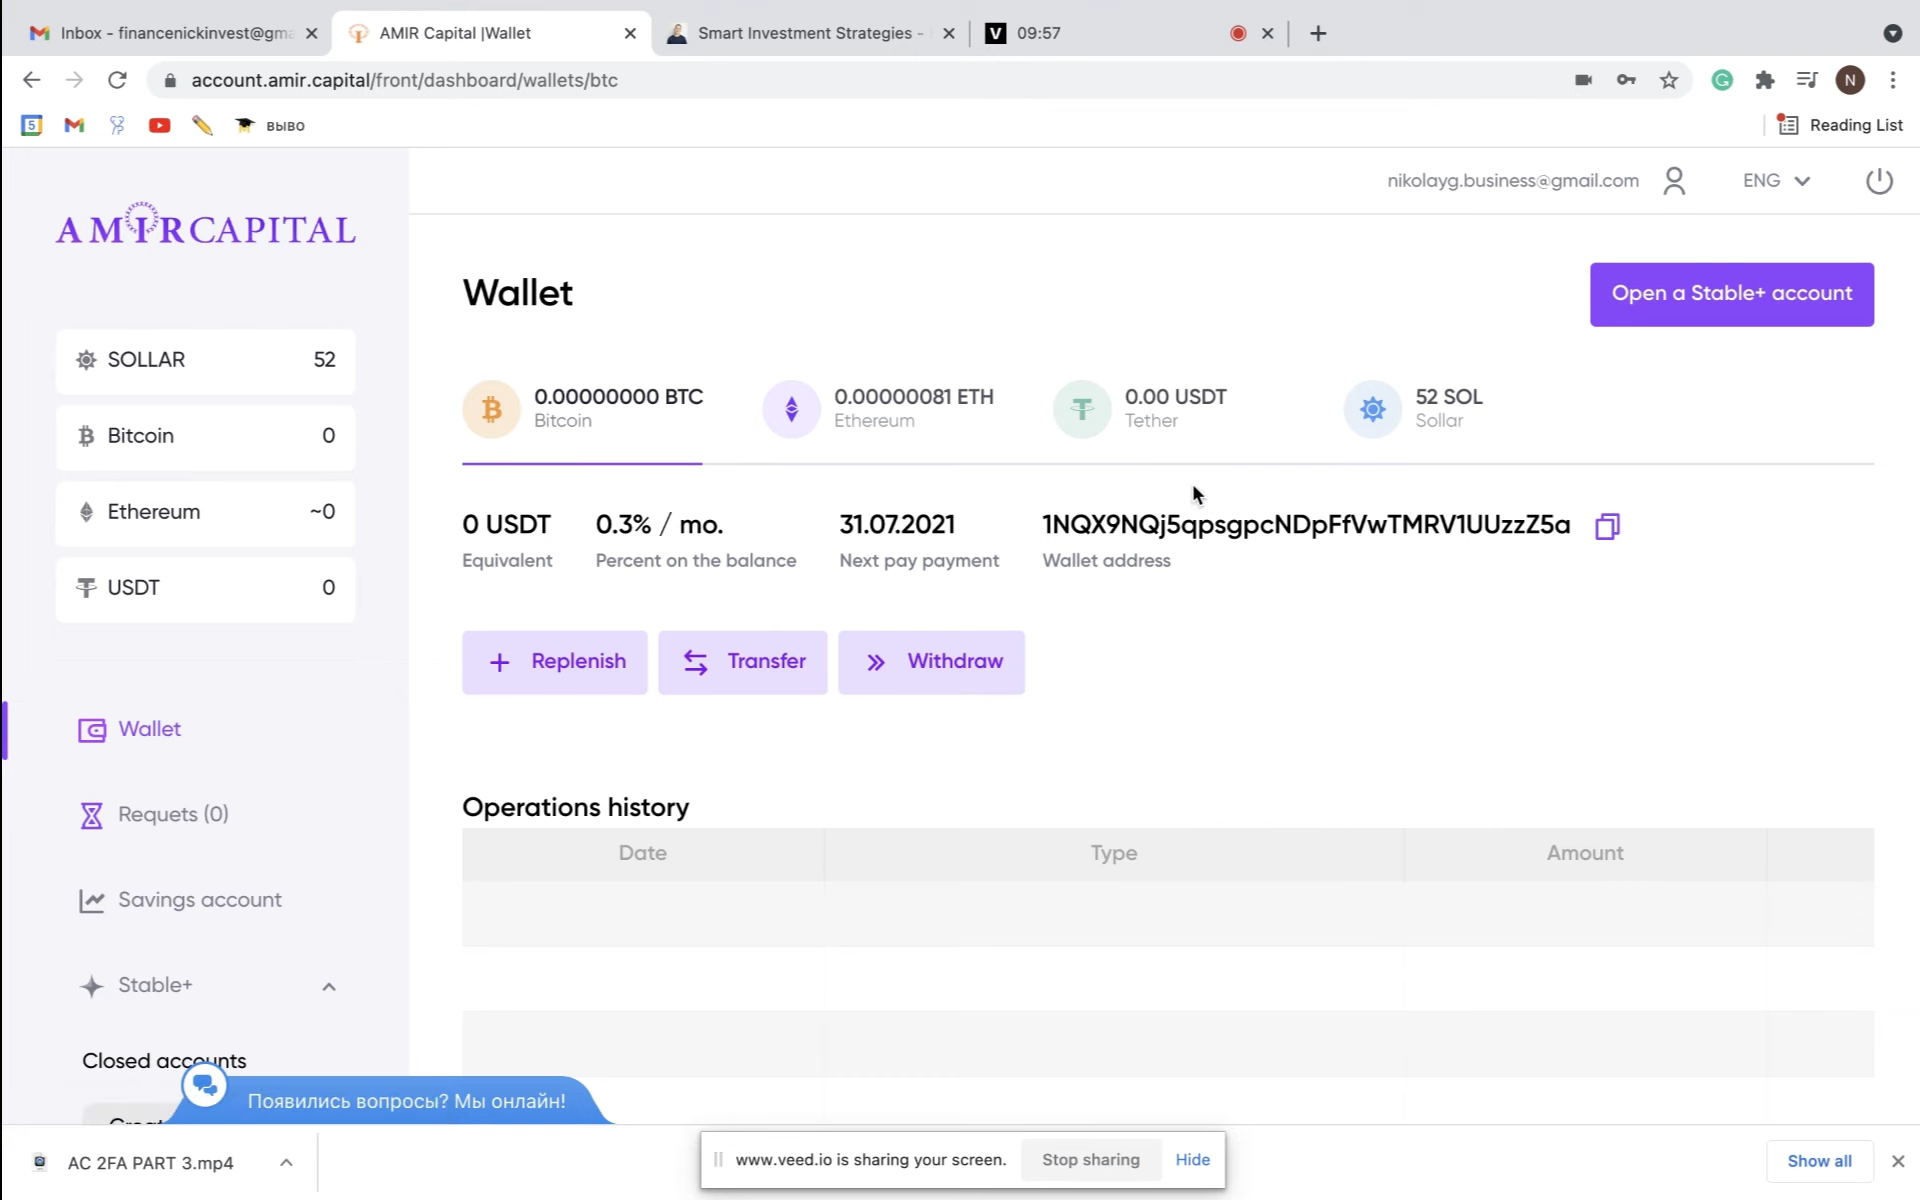 Inbox - financenickinvest@gma
AMIR Capital |Wallet
Smart Investment Strategies -
V 09:57
account.amir.capital/front/dashboard/wallets/btc
N
5
выво
Reading List
nikolayg.business@gmail.com
ENG
AMIRCAPITAL
Wallet
Open a Stable+ account
SOLLAR 52
Bitcoin 0
Ethereum ~0
USDT 0
0.00000000 BTC
Bitcoin
0.00000081 ETH
Ethereum
0.00 USDT
Tether
52 SOL
Sollar
0 USDT
Equivalent
0.3% / mo.
Percent on the balance
31.07.2021
Next pay payment
1NQX9NQj5qpsgpcNDpFfVwTMRV1UUzzZ5a
Wallet address
Replenish
Transfer
Withdraw
Wallet
Requets (0)
Savings account
Stable+
Closed accounts
Operations history
Date Type Amount
Появились вопросы? Мы онлайн!
AC 2FA PART 3.mp4
www.veed.io is sharing your screen.
Stop sharing
Hide
Show all